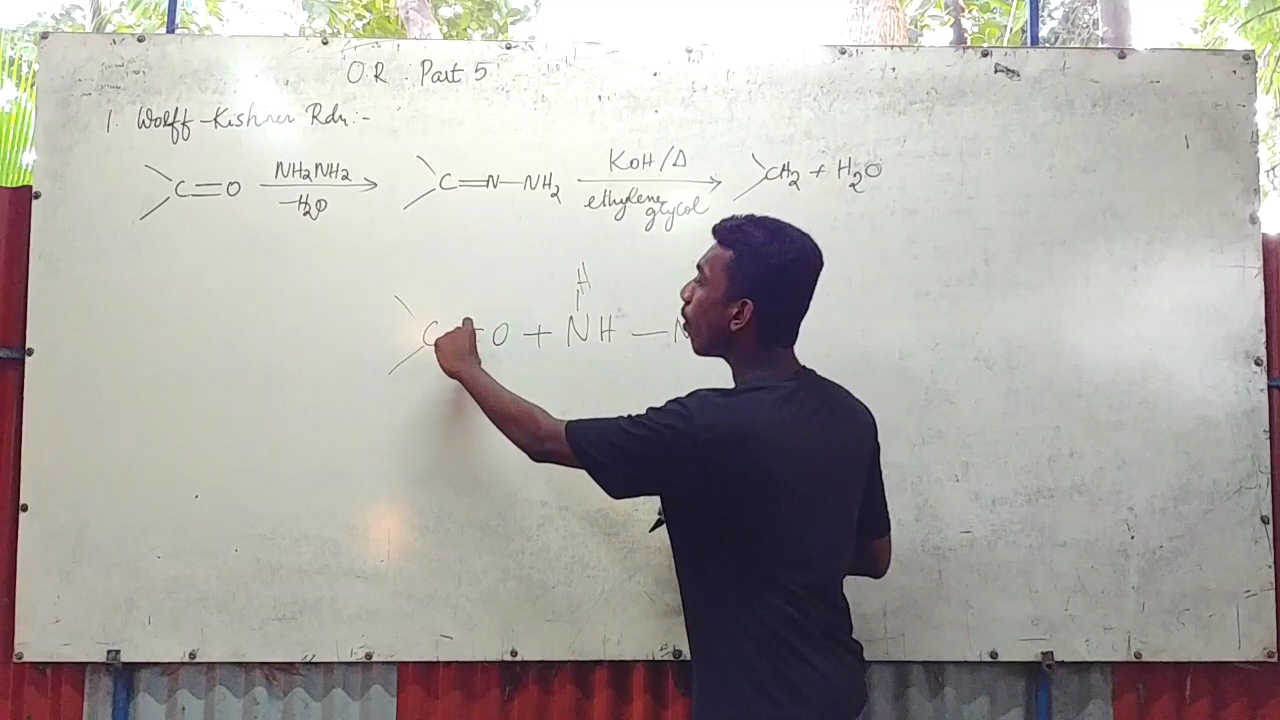 O.R : Part 5
1. Wolff-Kishner Rdn:-
C=O NH2NH2 -H2O → C=N-NH2 KOH/Δ ethylene glycol → CH2 + H2O
H
C=O + NH — N